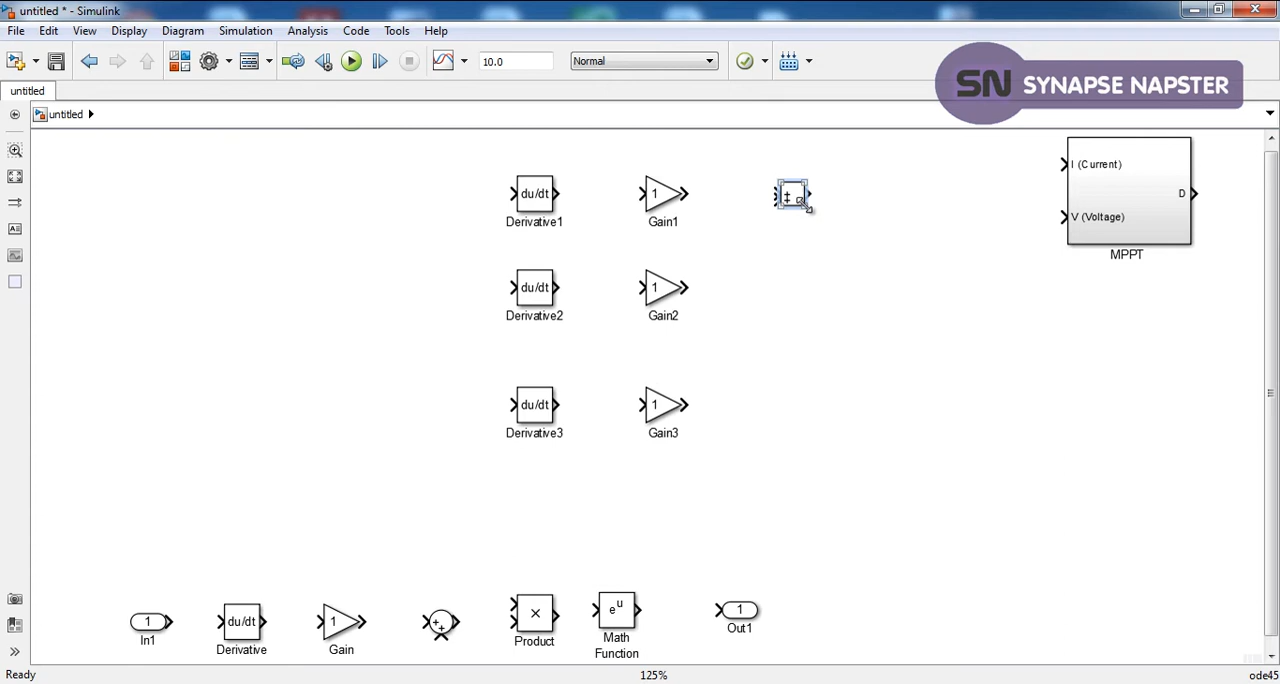 untitled * - Simulink
File Edit View Display Diagram Simulation Analysis Code Tools Help
10.0 Normal
SN SYNAPSE NAPSTER
untitled
untitled
I (Current)
D
V (Voltage)
MPPT
du/dt 1
Derivative1 Gain1
du/dt 1
Derivative2 Gain2
du/dt 1
Derivative3 Gain3
1 du/dt 1 × e^u 1
In1 Derivative Gain Product Math Function Out1
Ready 125% ode45